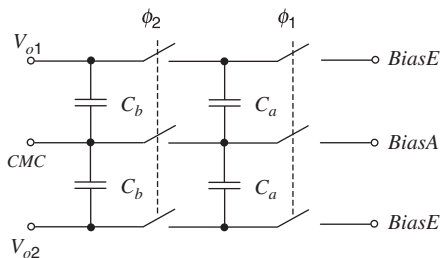 ϕ2 ϕ1
Vo1 BiasE
Cb Ca
CMC BiasA
Cb Ca
Vo2 BiasE